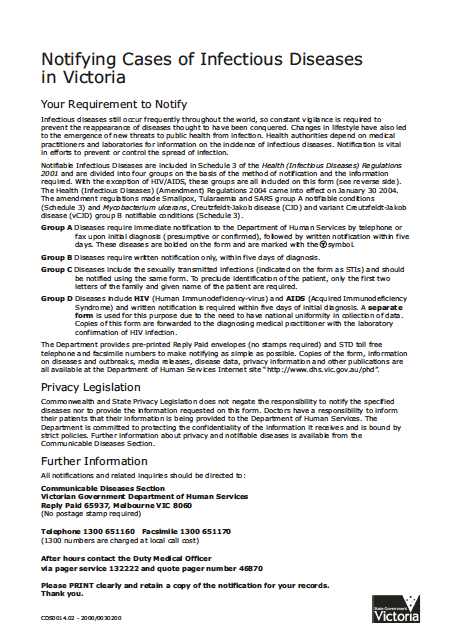 Notifying Cases of Infectious Diseases
in Victoria
Your Requirement to Notify
Infectious diseases still occur frequently throughout the world, so constant vigilance is required to
prevent the reappearance of diseases thought to have been conquered. Changes in lifestyle have also led
to the emergence of new threats to public health from infection. Health authorities depend on medical
practitioners and laboratories for information on the incidence of infectious diseases. Notification is vital
in efforts to prevent or control the spread of infection.
Notifiable Infectious Diseases are included in Schedule 3 of the Health (Infectious Diseases) Regulations
2001 and are divided into four groups on the basis of the method of notification and the information
required. With the exception of HIV/AIDS, these groups are all included on this form (see reverse side).
The Health (Infectious Diseases) (Amendment) Regulations 2004 came into effect on January 30 2004.
The amendment regulations made Smallpox, Tularaemia and SARS group A notifiable conditions
(Schedule 3) and Mycobacterium ulcerans, Creutzfeldt-Jakob disease (CJD) and variant Creutzfeldt-Jakob
disease (vCJD) group B notifiable conditions (Schedule 3).
Group A Diseases require immediate notification to the Department of Human Services by telephone or
fax upon initial diagnosis (presumptive or confirmed), followed by written notification within five
days. These diseases are bolded on the form and are marked with the symbol.
Group B Diseases require written notification only, within five days of diagnosis.
Group C Diseases include the sexually transmitted infections (indicated on the form as STIs) and should
be notified using the same form. To preclude identification of the patient, only the first two
letters of the family and given name of the patient are required.
Group D Diseases include HIV (Human Immunodeficiency-virus) and AIDS (Acquired Immunodeficiency
Syndrome) and written notification is required within five days of initial diagnosis. A separate
form is used for this purpose due to the need to have national uniformity in collection of data.
Copies of this form are forwarded to the diagnosing medical practitioner with the laboratory
confirmation of HIV infection.
The Department provides pre-printed Reply Paid envelopes (no stamps required) and STD toll free
telephone and facsimile numbers to make notifying as simple as possible. Copies of the form, information
on diseases and outbreaks, media releases, disease data, privacy information and other publications are
all available at the Department of Human Services Internet site "http://www.dhs.vic.gov.au/phd".
Privacy Legislation
Commonwealth and State Privacy Legislation does not negate the responsibility to notify the specified
diseases nor to provide the information requested on this form. Doctors have a responsibility to inform
their patients that their information is being provided to the Department of Human Services. The
Department is committed to protecting the confidentiality of the information it receives and is bound by
strict policies. Further information about privacy and notifiable diseases is available from the
Communicable Diseases Section.
Further Information
All notifications and related inquiries should be directed to:
Communicable Diseases Section
Victorian Government Department of Human Services
Reply Paid 65937, Melbourne VIC 8060
(No postage stamp required)
Telephone 1300 651160 Facsimile 1300 651170
(1300 numbers are charged at local call cost)
After hours contact the Duty Medical Officer
via pager service 132222 and quote pager number 46870
Please PRINT clearly and retain a copy of the notification for your records.
Thank you.
CDS0014.02 - 2000/0030200
State Government
Victoria